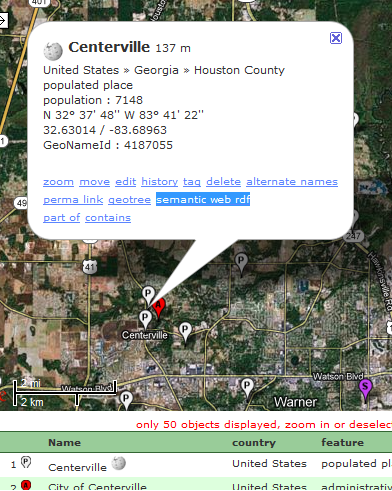 401
Centerville 137 m
United States » Georgia » Houston County
populated place
population : 7148
N 32° 37' 48'' W 83° 41' 22''
32.63014 / -83.68963
GeoNameId : 4187055
zoom move edit history tag delete alternate names
perma link geotree semantic web rdf
part of contains
49
247
41
P
P
P
P
Centerville
P
2 mi
Watson Blvd
Watson Blvd
S
2 km
P
Warner
only 50 objects displayed, zoom in or deselec
Name country feature
1 P Centerville United States populated pl
2 City of Centerville United States administrativ